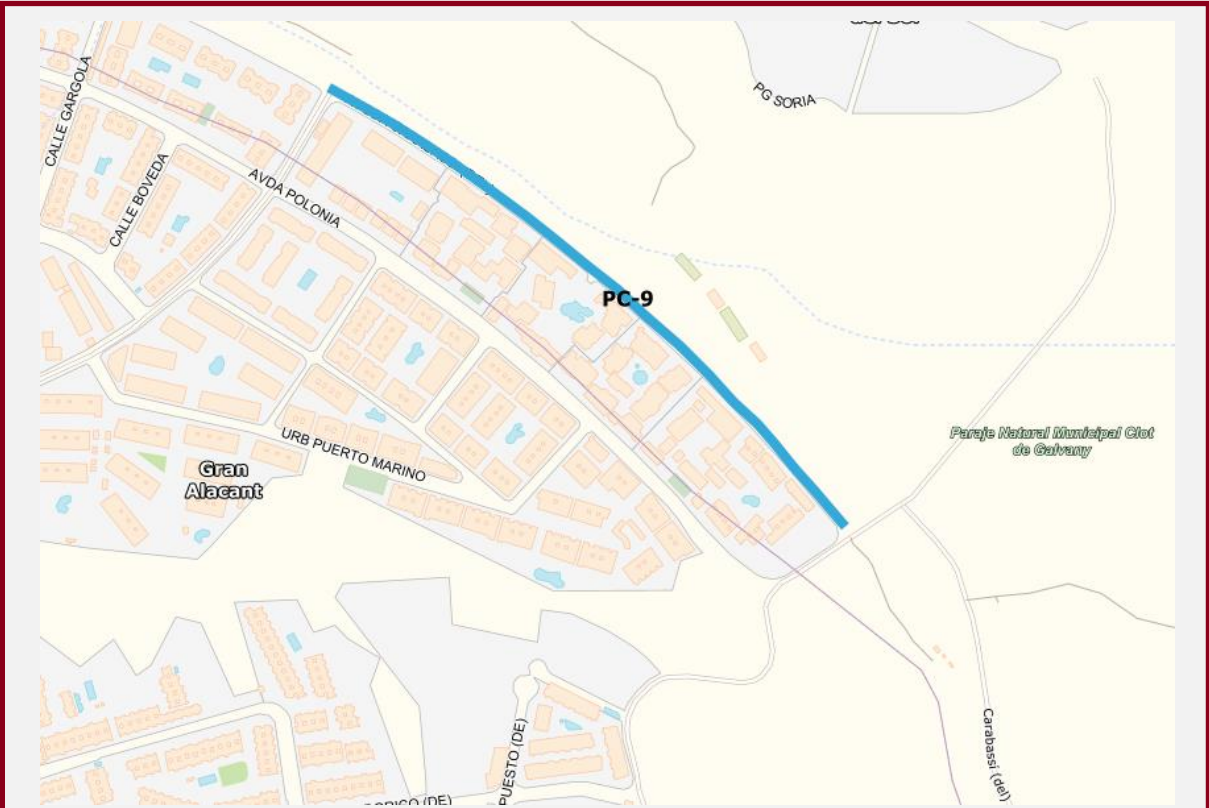 CALLE GARGOLA
PG SORIA
CALLE BOVEDA
AVDA POLONIA
PC-9
Paraje Natural Municipal Clot
de Galvany
URB PUERTO MARINO
Gran
Alacant
PUESTO (DE)
Carabassi (del)